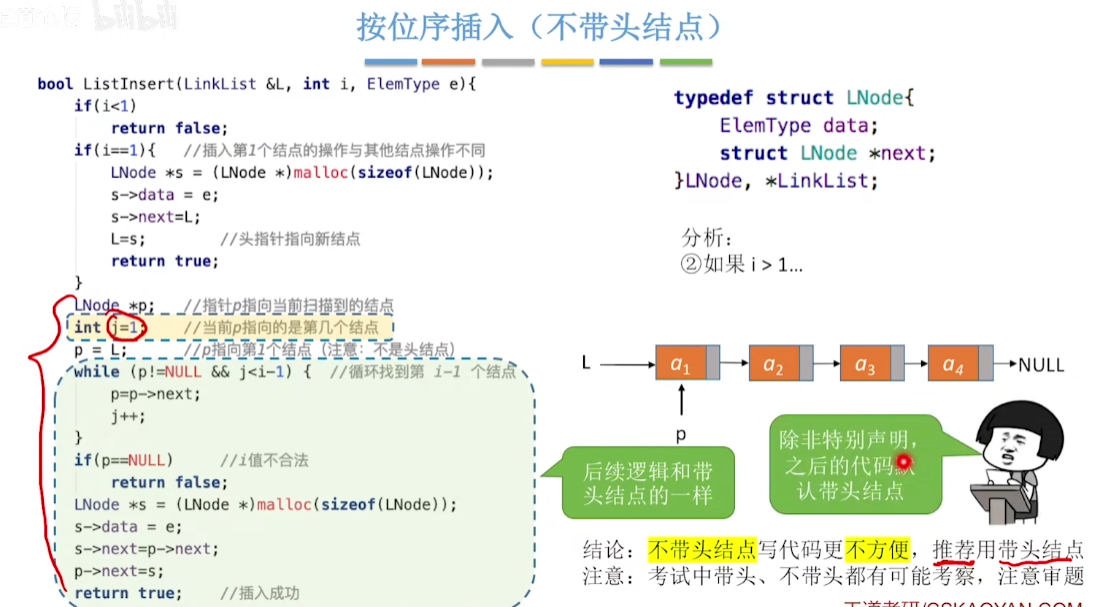 bilibili
按位序插入（不带头结点）
bool ListInsert(LinkList &L, int i, ElemType e){
if(i<1)
return false;
if(i==1){ //插入第1个结点的操作与其他结点操作不同
LNode *s = (LNode *)malloc(sizeof(LNode));
s->data = e;
s->next=L;
L=s; //头指针指向新结点
return true;
}
LNode *p; //指针p指向当前扫描到的结点
int j=1; //当前p指向的是第几个结点
p = L; //p指向第1个结点（注意：不是头结点）
while (p!=NULL && j<i-1) { //循环找到第 i-1 个结点
p=p->next;
j++;
}
if(p==NULL) //i值不合法
return false;
LNode *s = (LNode *)malloc(sizeof(LNode));
s->data = e;
s->next=p->next;
p->next=s;
return true; //插入成功
typedef struct LNode{
ElemType data;
struct LNode *next;
}LNode, *LinkList;
分析：
②如果 i > 1…
L a1 a2 a3 a4 NULL
p
后续逻辑和带
头结点的一样
除非特别声明，
之后的代码
认带头结点
结论：不带头结点写代码更不方便，推荐用带头结点
注意：考试中带头、不带头都有可能考察，注意审题
王道考研/CSKAOYAN.COM